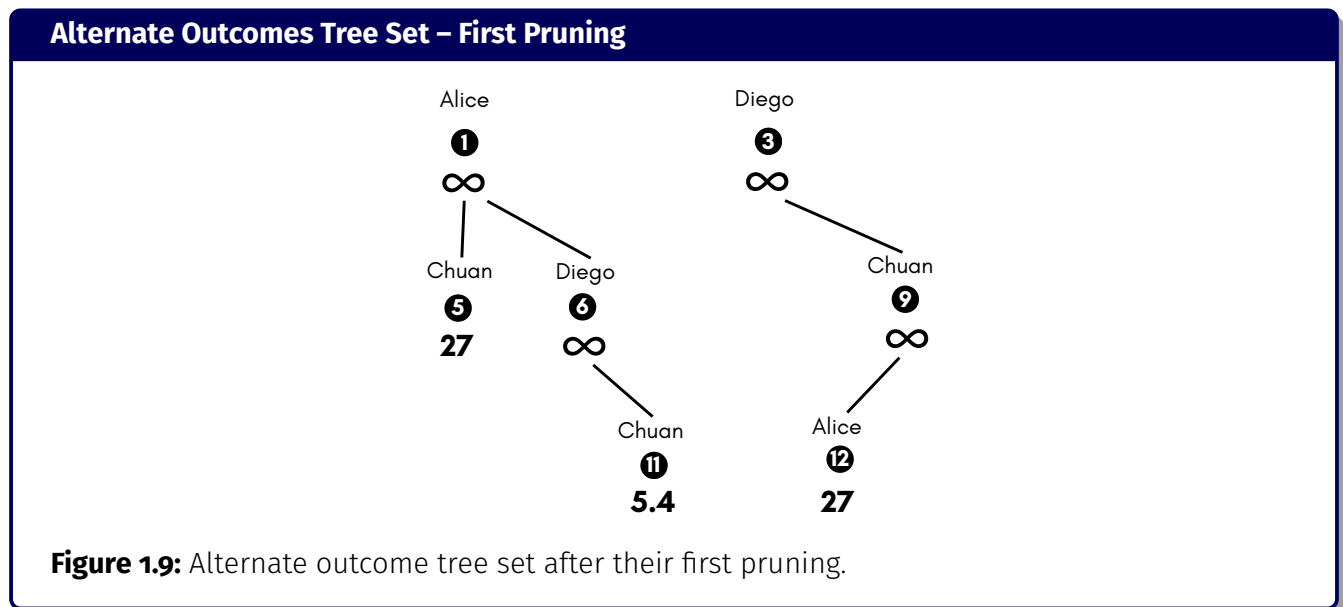 Alternate Outcomes Tree Set – First Pruning
Alice Diego
1 3
∞ ∞
Chuan Diego Chuan
5 6 9
27 ∞ ∞
Chuan Alice
11 12
5.4 27
Figure 1.9: Alternate outcome tree set after their first pruning.